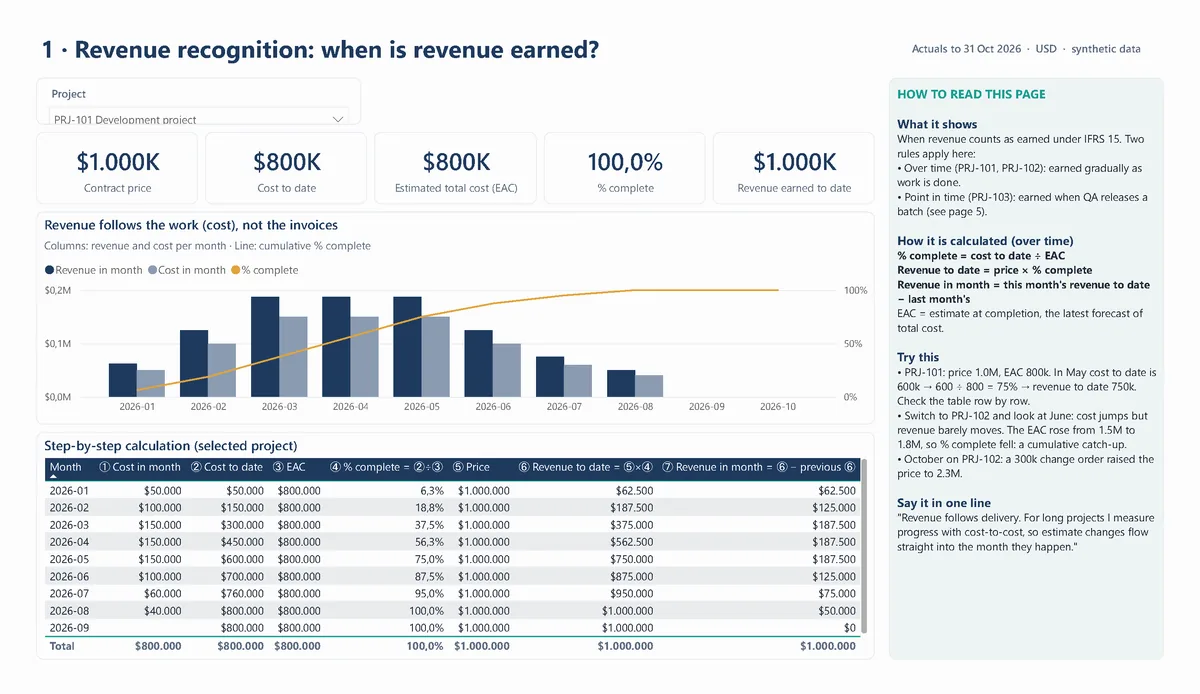 1 · Revenue recognition: when is revenue earned?
Actuals to 31 Oct 2026 · USD · synthetic data
Project
PRJ-101 Development project
$1.000K
Contract price
$800K
Cost to date
$800K
Estimated total cost (EAC)
100,0%
% complete
$1.000K
Revenue earned to date
Revenue follows the work (cost), not the invoices
Columns: revenue and cost per month · Line: cumulative % complete
Revenue in month Cost in month % complete
$0,2M
$0,1M
$0,0M
100%
50%
0%
2026-01 2026-02 2026-03 2026-04 2026-05 2026-06 2026-07 2026-08 2026-09 2026-10
Step-by-step calculation (selected project)
Month ① Cost in month ② Cost to date ③ EAC ④ % complete = ②÷③ ⑤ Price ⑥ Revenue to date = ⑤×④ ⑦ Revenue in month = ⑥ − previous ⑥
2026-01 $50.000 $50.000 $800.000 6,3% $1.000.000 $62.500 $62.500
2026-02 $100.000 $150.000 $800.000 18,8% $1.000.000 $187.500 $125.000
2026-03 $150.000 $300.000 $800.000 37,5% $1.000.000 $375.000 $187.500
2026-04 $150.000 $450.000 $800.000 56,3% $1.000.000 $562.500 $187.500
2026-05 $150.000 $600.000 $800.000 75,0% $1.000.000 $750.000 $187.500
2026-06 $100.000 $700.000 $800.000 87,5% $1.000.000 $875.000 $125.000
2026-07 $60.000 $760.000 $800.000 95,0% $1.000.000 $950.000 $75.000
2026-08 $40.000 $800.000 $800.000 100,0% $1.000.000 $1.000.000 $50.000
2026-09 $800.000 $800.000 100,0% $1.000.000 $1.000.000 $0
Total $800.000 $800.000 $800.000 100,0% $1.000.000 $1.000.000 $1.000.000
HOW TO READ THIS PAGE
What it shows
When revenue counts as earned under IFRS 15. Two
rules apply here:
• Over time (PRJ-101, PRJ-102): earned gradually as
work is done.
• Point in time (PRJ-103): earned when QA releases a
batch (see page 5).
How it is calculated (over time)
% complete = cost to date ÷ EAC
Revenue to date = price × % complete
Revenue in month = this month's revenue to date
− last month's
EAC = estimate at completion, the latest forecast of
total cost.
Try this
• PRJ-101: price 1.0M, EAC 800k. In May cost to date is
600k → 600 ÷ 800 = 75% → revenue to date 750k.
Check the table row by row.
• Switch to PRJ-102 and look at June: cost jumps but
revenue barely moves. The EAC rose from 1.5M to
1.8M, so % complete fell: a cumulative catch-up.
• October on PRJ-102: a 300k change order raised the
price to 2.3M.
Say it in one line
"Revenue follows delivery. For long projects I measure
progress with cost-to-cost, so estimate changes flow
straight into the month they happen."